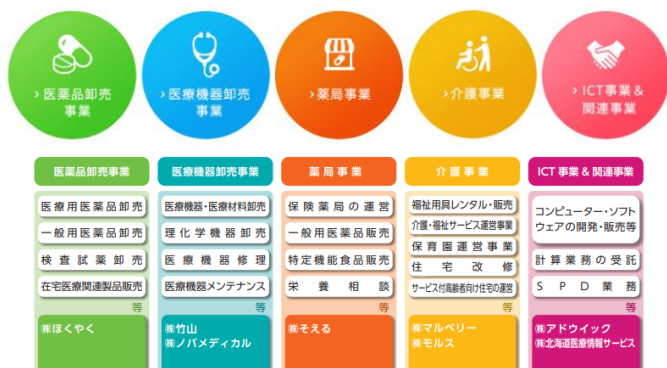 › 医薬品卸売
事業
› 医療機器卸売
事業
› 薬局事業
› 介護事業
› ICT事業＆
関連事業
医薬品卸売事業
医療用医薬品卸売
一般用医薬品卸売
検査試薬卸売
在宅医療関連製品販売
等
㈱ほくやく
医療機器卸売事業
医療機器・医療材料卸売
理化学機器卸売
医療機器修理
医療機器メンテナンス
等
㈱竹山
㈱ノバメディカル
薬局事業
保険薬局の運営
一般用医薬品販売
特定機能食品販売
栄養相談
等
㈱そえる
介護事業
福祉用具レンタル・販売
介護・福祉サービス運営事業
保育園運営事業
住宅改修
サービス付高齢者向け住宅の運営
等
㈱マルベリー
㈱モルス
ICT事業＆関連事業
コンピューター・ソフト
ウェアの開発・販売等
計算業務の受託
SPD業務
等
㈱アドウイック
㈱北海道医療情報サービス